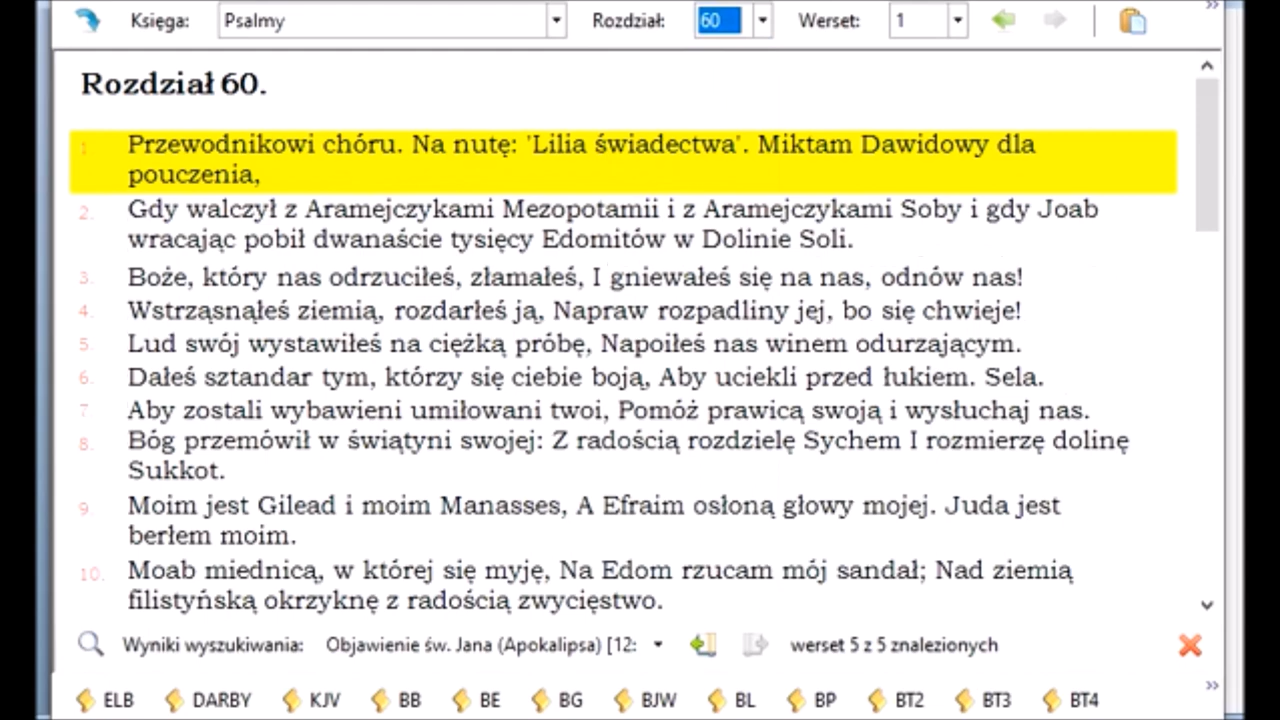 Księga: Psalmy Rozdział: 60 Werset: 1
Rozdział 60.
1 Przewodnikowi chóru. Na nutę: 'Lilia świadectwa'. Miktam Dawidowy dla
pouczenia,
2. Gdy walczył z Aramejczykami Mezopotamii i z Aramejczykami Soby i gdy Joab
wracając pobił dwanaście tysięcy Edomitów w Dolinie Soli.
3. Boże, który nas odrzuciłeś, złamałeś, I gniewałeś się na nas, odnów nas!
4. Wstrząsnąłeś ziemią, rozdarłeś ją, Napraw rozpadliny jej, bo się chwieje!
5. Lud swój wystawiłeś na ciężką próbę, Napoiłeś nas winem odurzającym.
6. Dałeś sztandar tym, którzy się ciebie boją, Aby uciekli przed łukiem. Sela.
7 Aby zostali wybawieni umiłowani twoi, Pomóż prawicą swoją i wysłuchaj nas.
8. Bóg przemówił w świątyni swojej: Z radością rozdzielę Sychem I rozmierzę dolinę
Sukkot.
9. Moim jest Gilead i moim Manasses, A Efraim osłoną głowy mojej. Juda jest
berłem moim.
10. Moab miednicą, w której się myję, Na Edom rzucam mój sandał; Nad ziemią
filistyńską okrzyknę z radością zwycięstwo.
Wyniki wyszukiwania: Objawienie św. Jana (Apokalipsa) [12: werset 5 z 5 znalezionych
ELB DARBY KJV BB BE BG BJW BL BP BT2 BT3 BT4